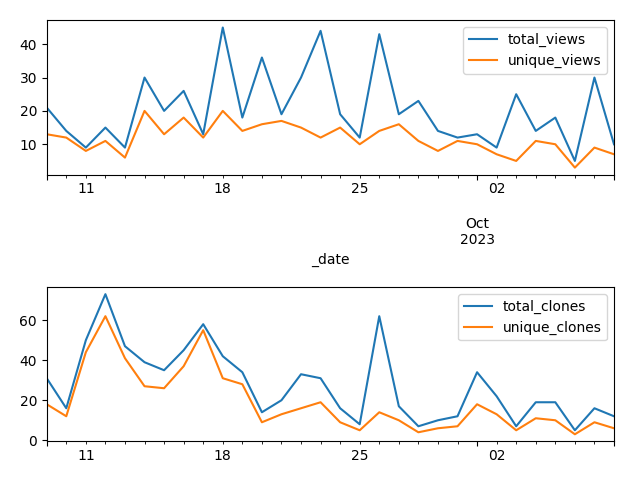 total_views
unique_views
40
30
20
10
11 18 25 02
Oct
2023
_date
total_clones
unique_clones
60
40
20
0
11 18 25 02